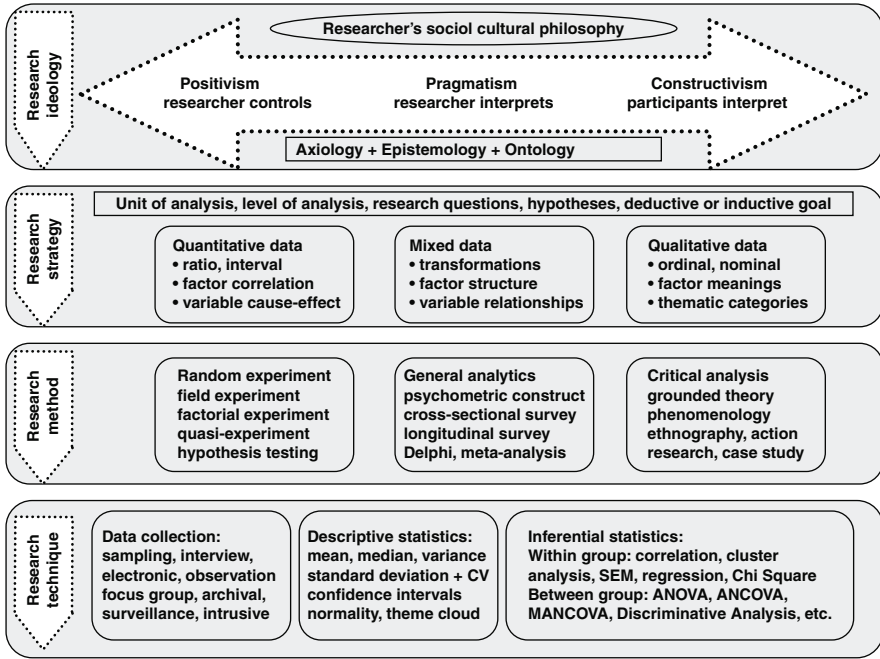 Research
ideology
Researcher's sociol cultural philosophy
Positivism
researcher controls
Pragmatism
researcher interprets
Constructivism
participants interpret
Axiology + Epistemology + Ontology
Research
strategy
Unit of analysis, level of analysis, research questions, hypotheses, deductive or inductive goal
Quantitative data
• ratio, interval
• factor correlation
• variable cause-effect
Mixed data
• transformations
• factor structure
• variable relationships
Qualitative data
• ordinal, nominal
• factor meanings
• thematic categories
Research
method
Random experiment
field experiment
factorial experiment
quasi-experiment
hypothesis testing
General analytics
psychometric construct
cross-sectional survey
longitudinal survey
Delphi, meta-analysis
Critical analysis
grounded theory
phenomenology
ethnography, action
research, case study
Research
technique
Data collection:
sampling, interview,
electronic, observation
focus group, archival,
surveillance, intrusive
Descriptive statistics:
mean, median, variance
standard deviation + CV
confidence intervals
normality, theme cloud
Inferential statistics:
Within group: correlation, cluster
analysis, SEM, regression, Chi Square
Between group: ANOVA, ANCOVA,
MANCOVA, Discriminative Analysis, etc.